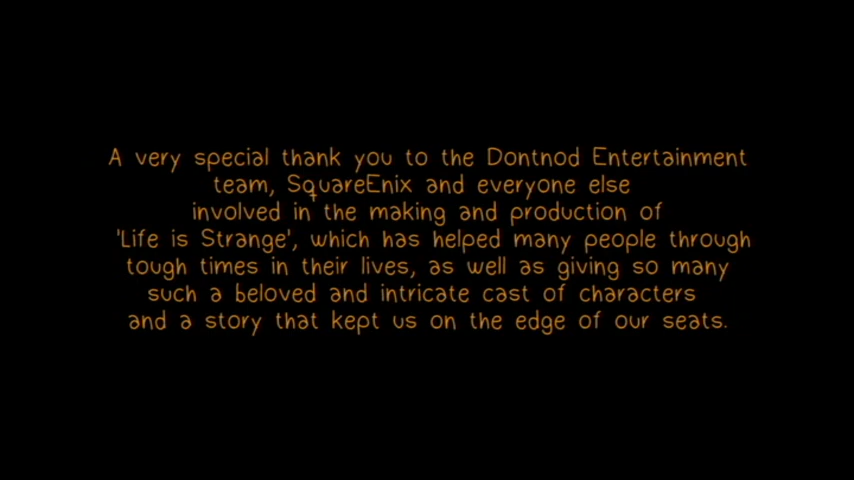 A very special thank you to the Dontnod Entertainment
team, SquareEnix and everyone else
involved in the making and production of
'Life is Strange', which has helped many people through
tough times in their lives, as well as giving so many
such a beloved and intricate cast of characters
and a story that kept us on the edge of our seats.